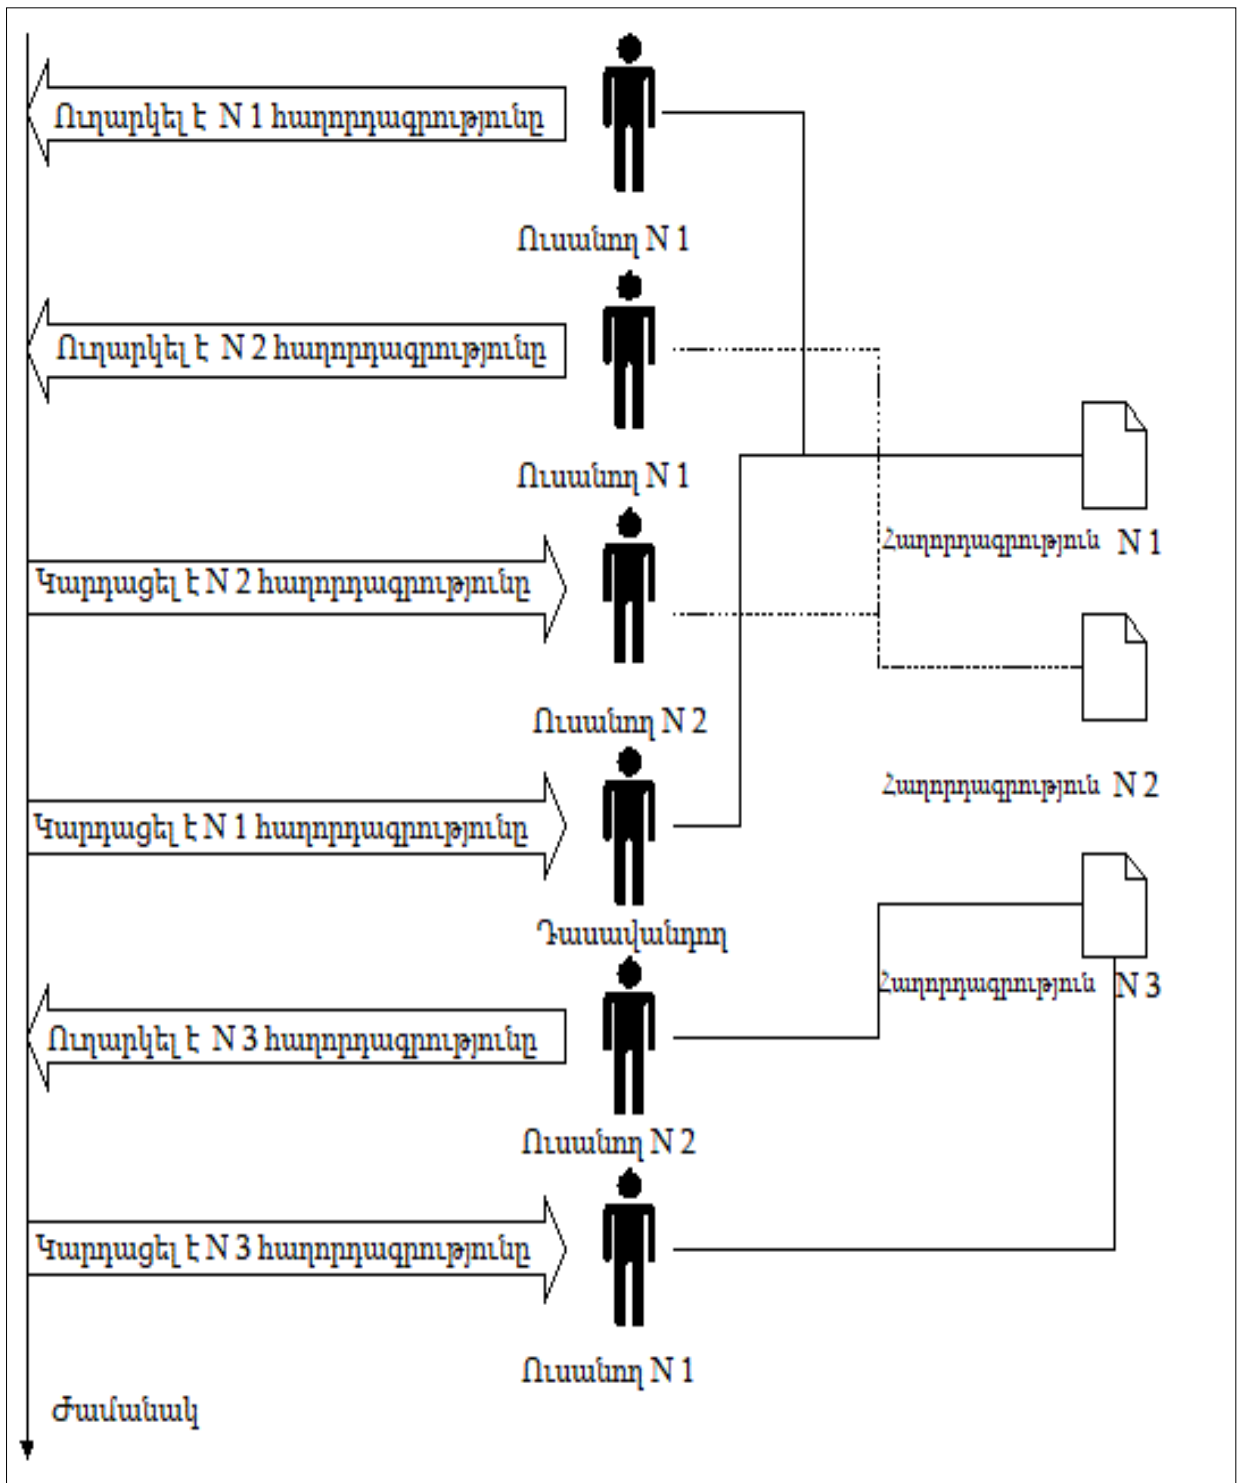 Ուղարկել է N 1 հաղորդագրությունը
Ուսանող N 1
Ուղարկել է N 2 հաղորդագրությունը
Ուսանող N 1
Հաղորդագրություն N 1
Կարդացել է N 2 հաղորդագրությունը
Ուսանող N 2
Հաղորդագրություն N 2
Կարդացել է N 1 հաղորդագրությունը
Դասավանդող
Հաղորդագրություն N 3
Ուղարկել է N 3 հաղորդագրությունը
Ուսանող N 2
Կարդացել է N 3 հաղորդագրությունը
Ուսանող N 1
Ժամանակ